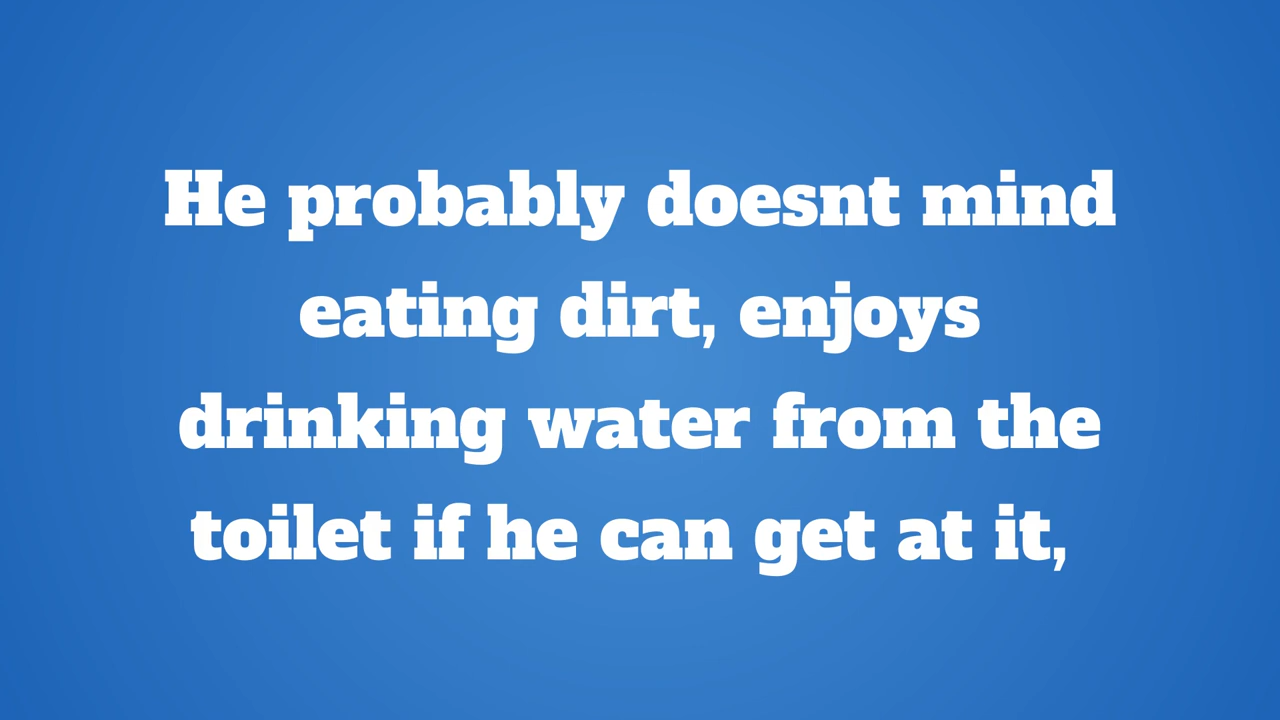 He probably doesnt mind
eating dirt, enjoys
drinking water from the
toilet if he can get at it,